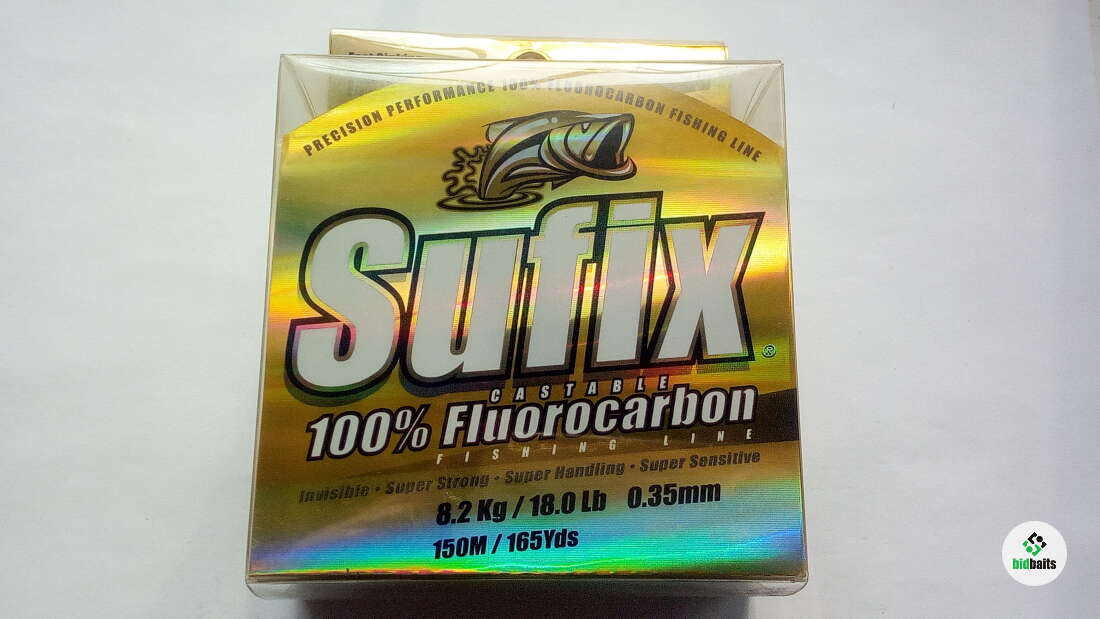 PRECISION PERFORMANCE 100% FLUOROCARBON FISHING LINE
Sufix®
CASTABLE
100% Fluorocarbon
FISHING LINE
Invisible • Super Strong • Super Handling • Super Sensitive
8.2 Kg / 18.0 Lb 0.35mm
150M / 165Yds
bidbaits